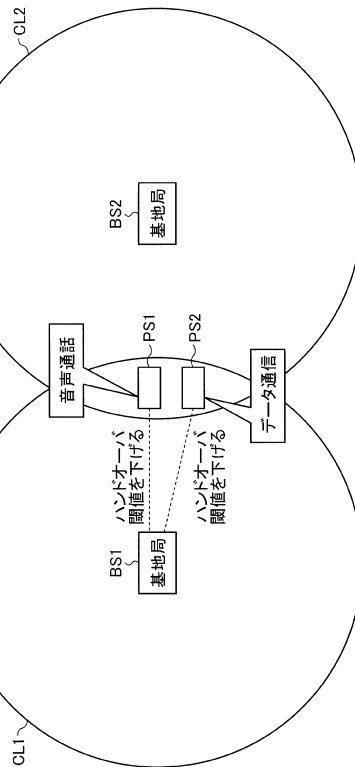 CL1
CL2
音声通話
BS1
基地局
ハンドオーバ
閾値を下げる
PS1
BS2
基地局
ハンドオーバ
閾値を下げる
PS2
データ通信